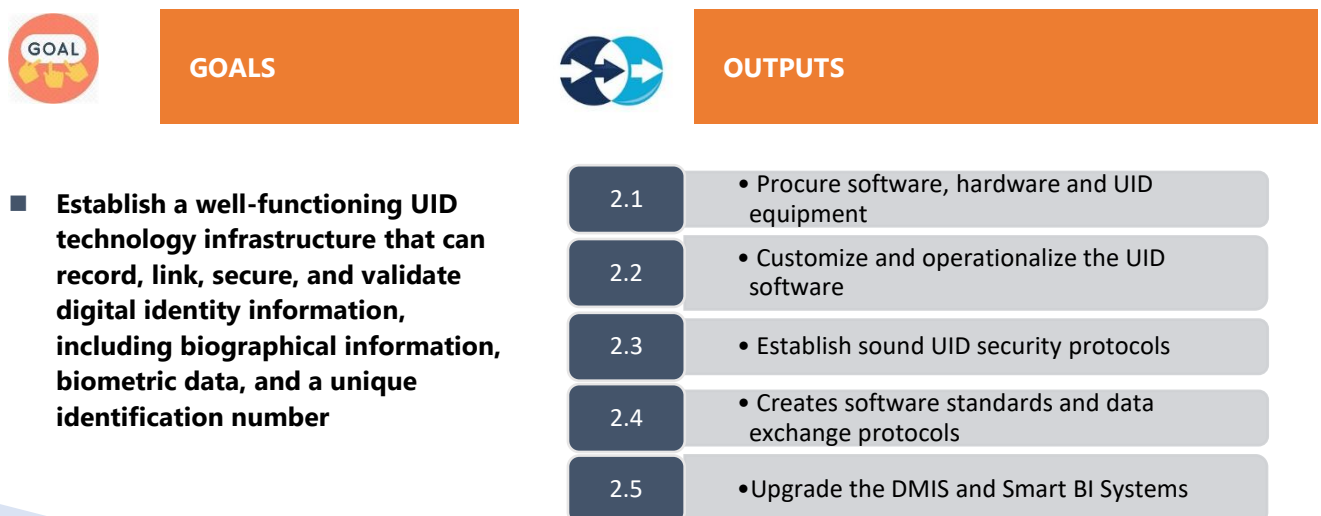 GOAL
GOALS
■ Establish a well-functioning UID
technology infrastructure that can
record, link, secure, and validate
digital identity information,
including biographical information,
biometric data, and a unique
identification number
OUTPUTS
2.1
• Procure software, hardware and UID
equipment
2.2
• Customize and operationalize the UID
software
2.3
• Establish sound UID security protocols
2.4
• Creates software standards and data
exchange protocols
2.5
•Upgrade the DMIS and Smart BI Systems